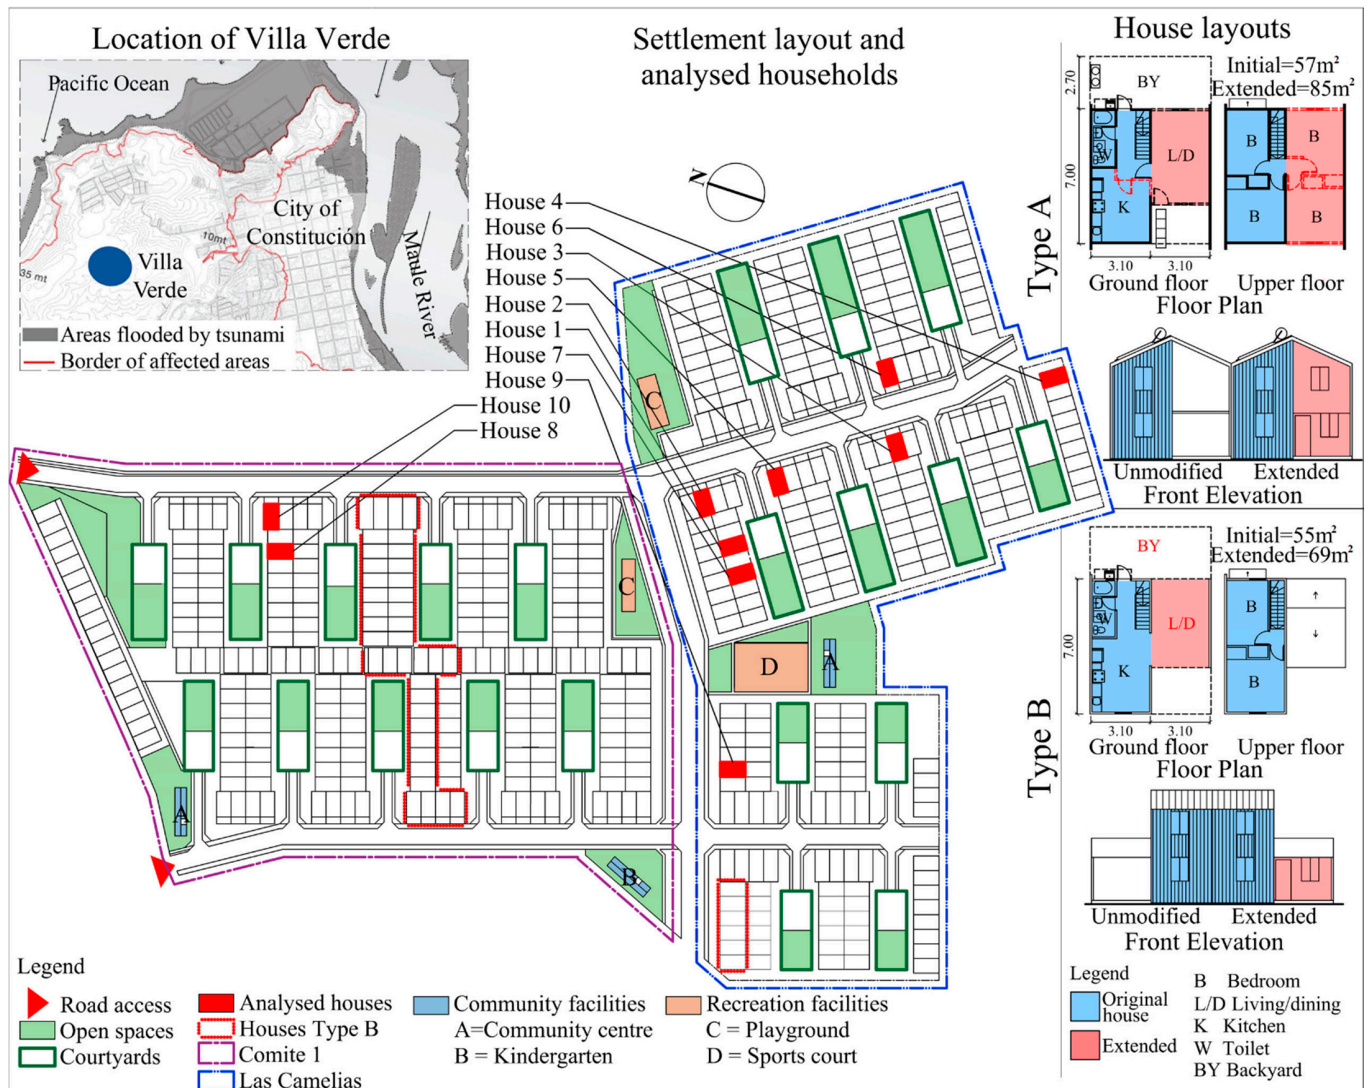 Location of Villa Verde
Pacific Ocean
City of
Constitución
10mt
Villa
Verde
35 mt
Maule River
Areas flooded by tsunami
Border of affected areas
Settlement layout and
analysed households
N
House 4
House 6
House 3
House 5
House 2
House 1
House 7
House 9
House 10
House 8
C
C
D
A
A
B
Legend
Road access
Open spaces
Courtyards
Analysed houses
Houses Type B
Comite 1
Las Camelias
Community facilities
A=Community centre
B = Kindergarten
Recreation facilities
C = Playground
D = Sports court
House layouts
Type A
Initial=57m²
Extended=85m²
2.70
7.00
BY
W
L/D
K
B
B
B
B
3.10
3.10
Ground floor
Upper floor
Floor Plan
Unmodified
Extended
Front Elevation
Type B
Initial=55m²
Extended=69m²
BY
7.00
W
L/D
K
B
B
3.10
3.10
Ground floor
Upper floor
Floor Plan
Unmodified
Extended
Front Elevation
Legend
Original
house
Extended
B Bedroom
L/D Living/dining
K Kitchen
W Toilet
BY Backyard